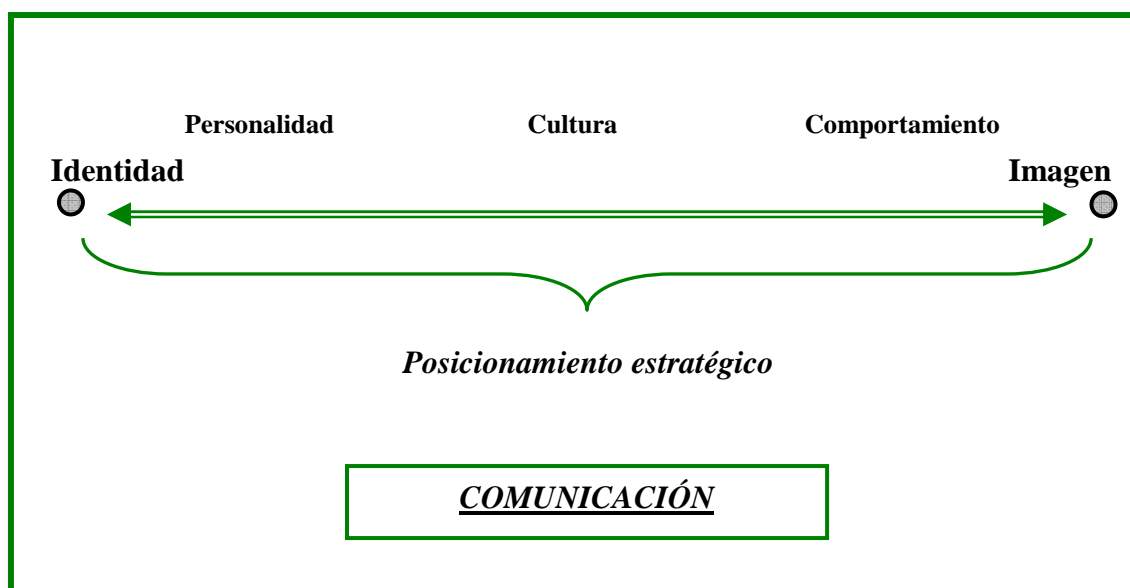 Personalidad Cultura Comportamiento
Identidad Imagen
Posicionamiento estratégico
COMUNICACIÓN